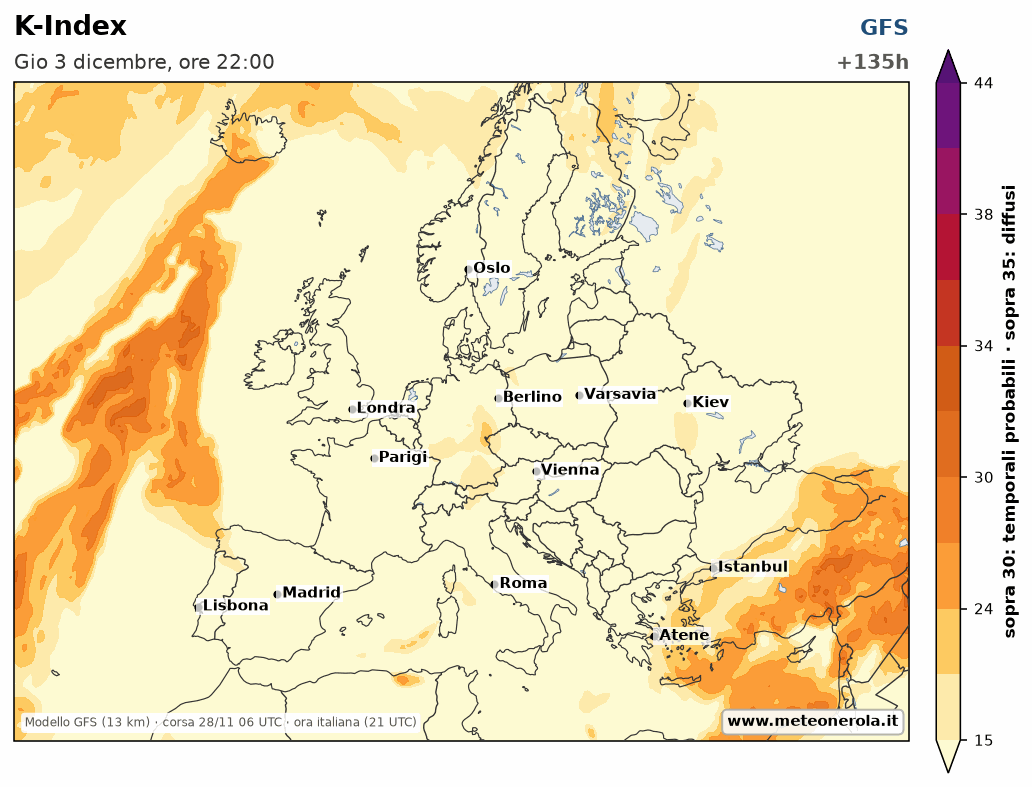 K-Index
GFS
Gio 3 dicembre, ore 22:00
+135h
44
38
34
30
24
15
sopra 30: temporali probabili · sopra 35: diffusi
Oslo
Berlino
Varsavia
Kiev
Londra
Parigi
Vienna
Istanbul
Roma
Madrid
Lisbona
Atene
Modello GFS (13 km) · corsa 28/11 06 UTC · ora italiana (21 UTC)
www.meteonerola.it